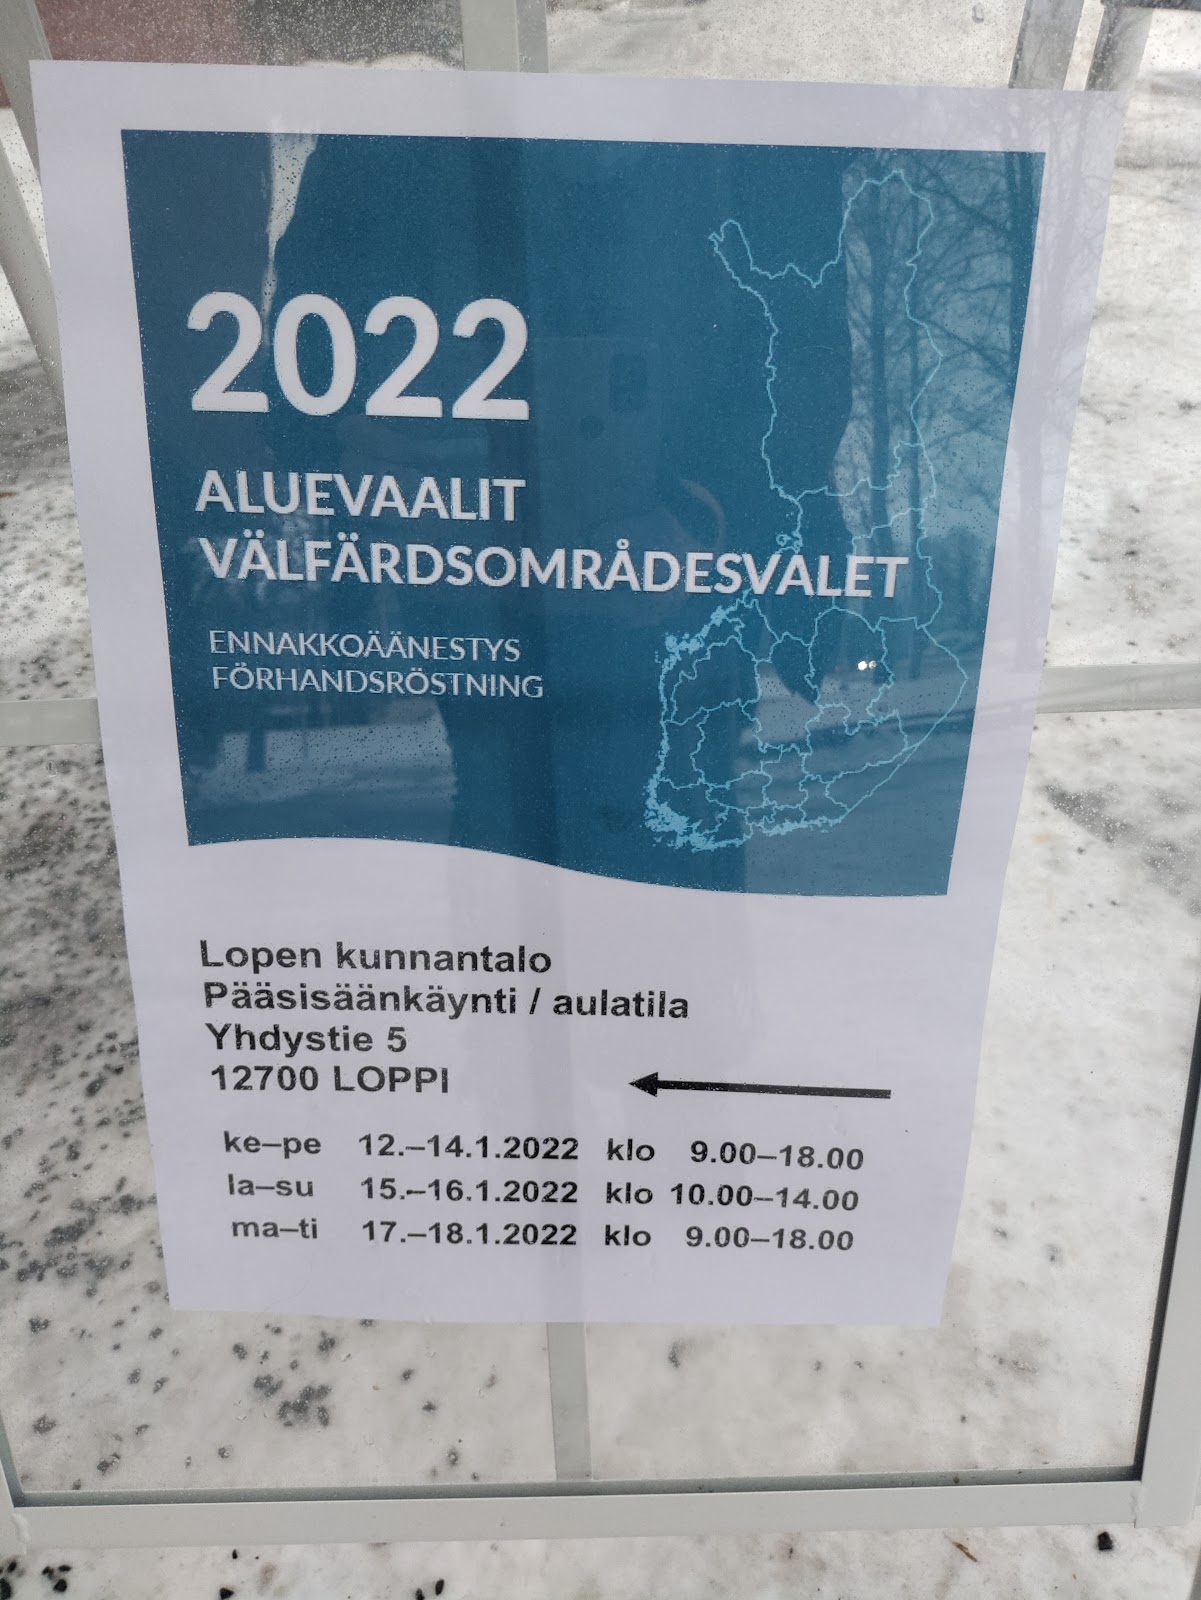 2022
ALUEVAALIT
VÄLFÄRDSOMRÅDESVALET
ENNAKKOÄÄNESTYS
FÖRHANDSRÖSTNING
Lopen kunnantalo
Pääsisäänkäynti / aulatila
Yhdystie 5
12700 LOPPI
ke–pe 12.–14.1.2022 klo 9.00–18.00
la–su 15.–16.1.2022 klo 10.00–14.00
ma–ti 17.–18.1.2022 klo 9.00–18.00